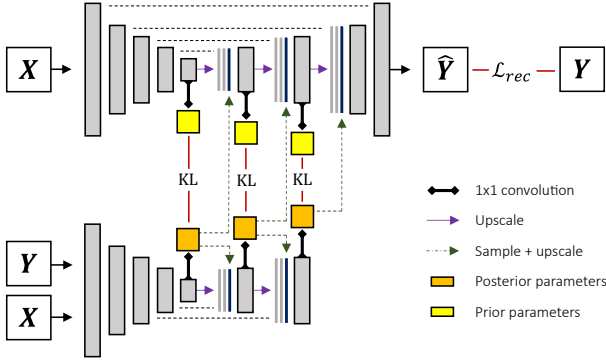 X
Ŷ
ℒrec
Y
KL
KL
KL
Y
X
1x1 convolution
Upscale
Sample + upscale
Posterior parameters
Prior parameters